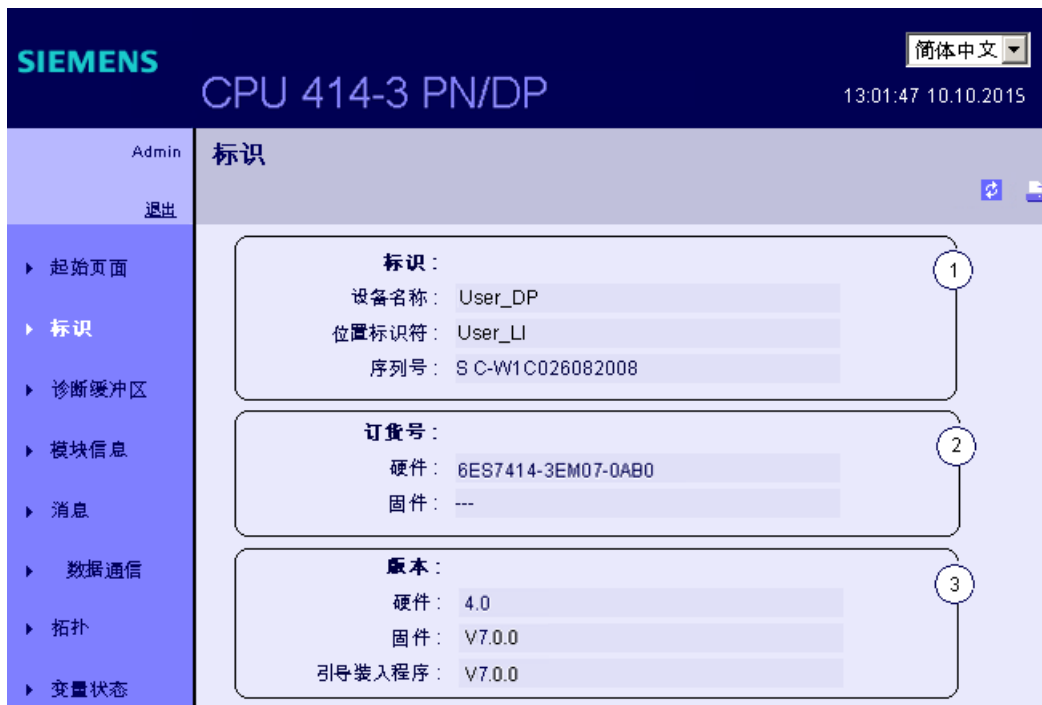 SIEMENS
CPU 414-3 PN/DP
简体中文
13:01:47 10.10.2015
Admin
退出
标识
起始页面
标识
诊断缓冲区
模块信息
消息
数据通信
拓扑
变量状态
标识:
1
设备名称: User_DP
位置标识符: User_LI
序列号: S C-W1C026082008
订货号:
2
硬件: 6ES7414-3EM07-0AB0
固件: ---
版本:
3
硬件: 4.0
固件: V7.0.0
引导装入程序: V7.0.0